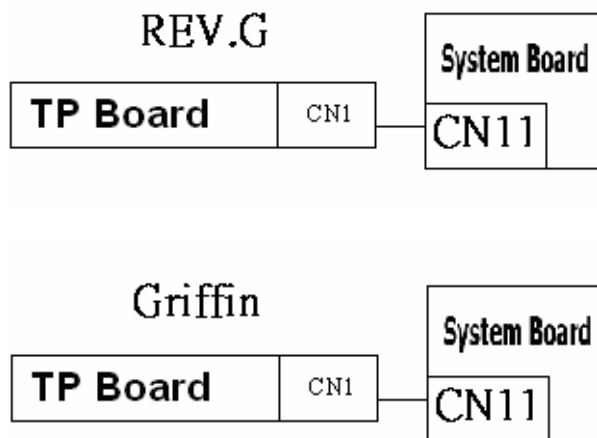 REV.G
System Board
TP Board
CN1
CN11
Griffin
System Board
TP Board
CN1
CN11